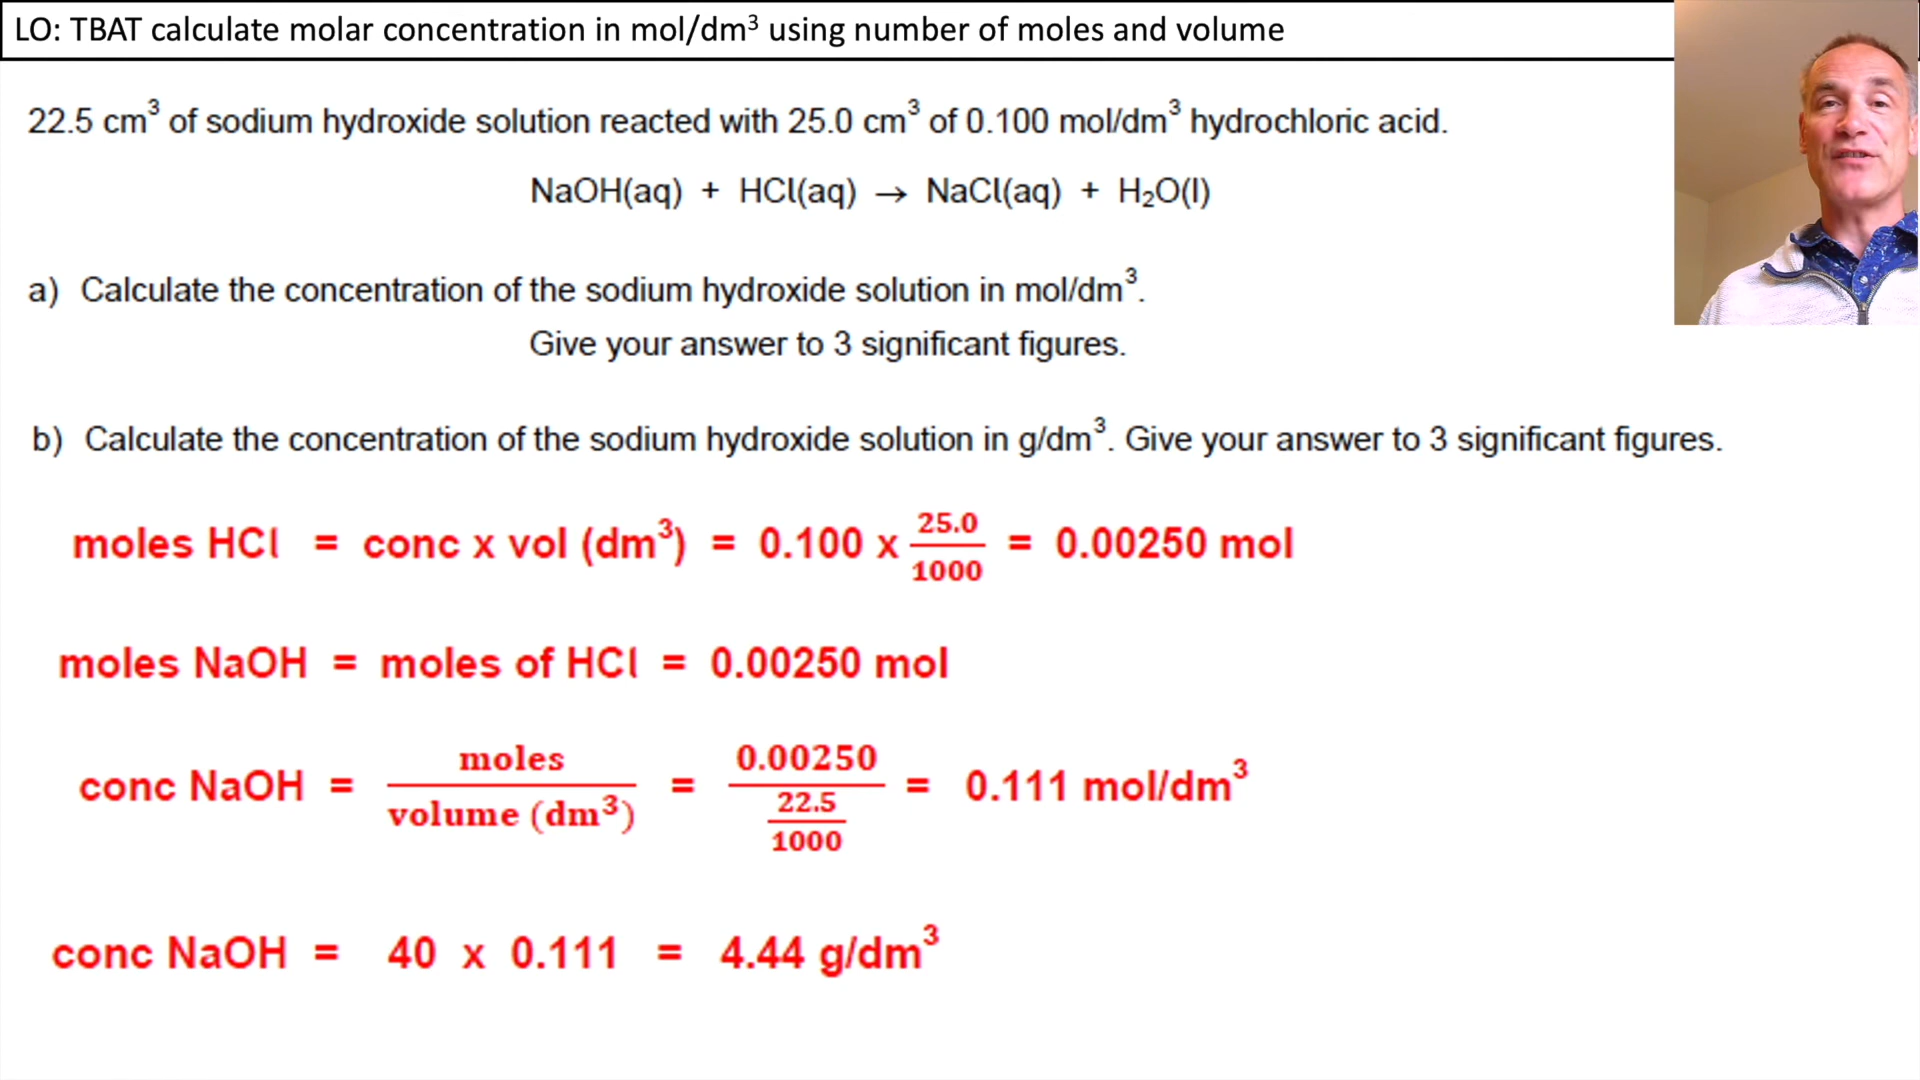 LO: TBAT calculate molar concentration in mol/dm³ using number of moles and volume
22.5 cm³ of sodium hydroxide solution reacted with 25.0 cm³ of 0.100 mol/dm³ hydrochloric acid.
NaOH(aq) + HCl(aq) → NaCl(aq) + H₂O(l)
a) Calculate the concentration of the sodium hydroxide solution in mol/dm³.
Give your answer to 3 significant figures.
b) Calculate the concentration of the sodium hydroxide solution in g/dm³. Give your answer to 3 significant figures.
moles HCl = conc x vol (dm³) = 0.100 x 25.0/1000 = 0.00250 mol
moles NaOH = moles of HCl = 0.00250 mol
conc NaOH = moles/volume (dm³) = 0.00250/(22.5/1000) = 0.111 mol/dm³
conc NaOH = 40 x 0.111 = 4.44 g/dm³